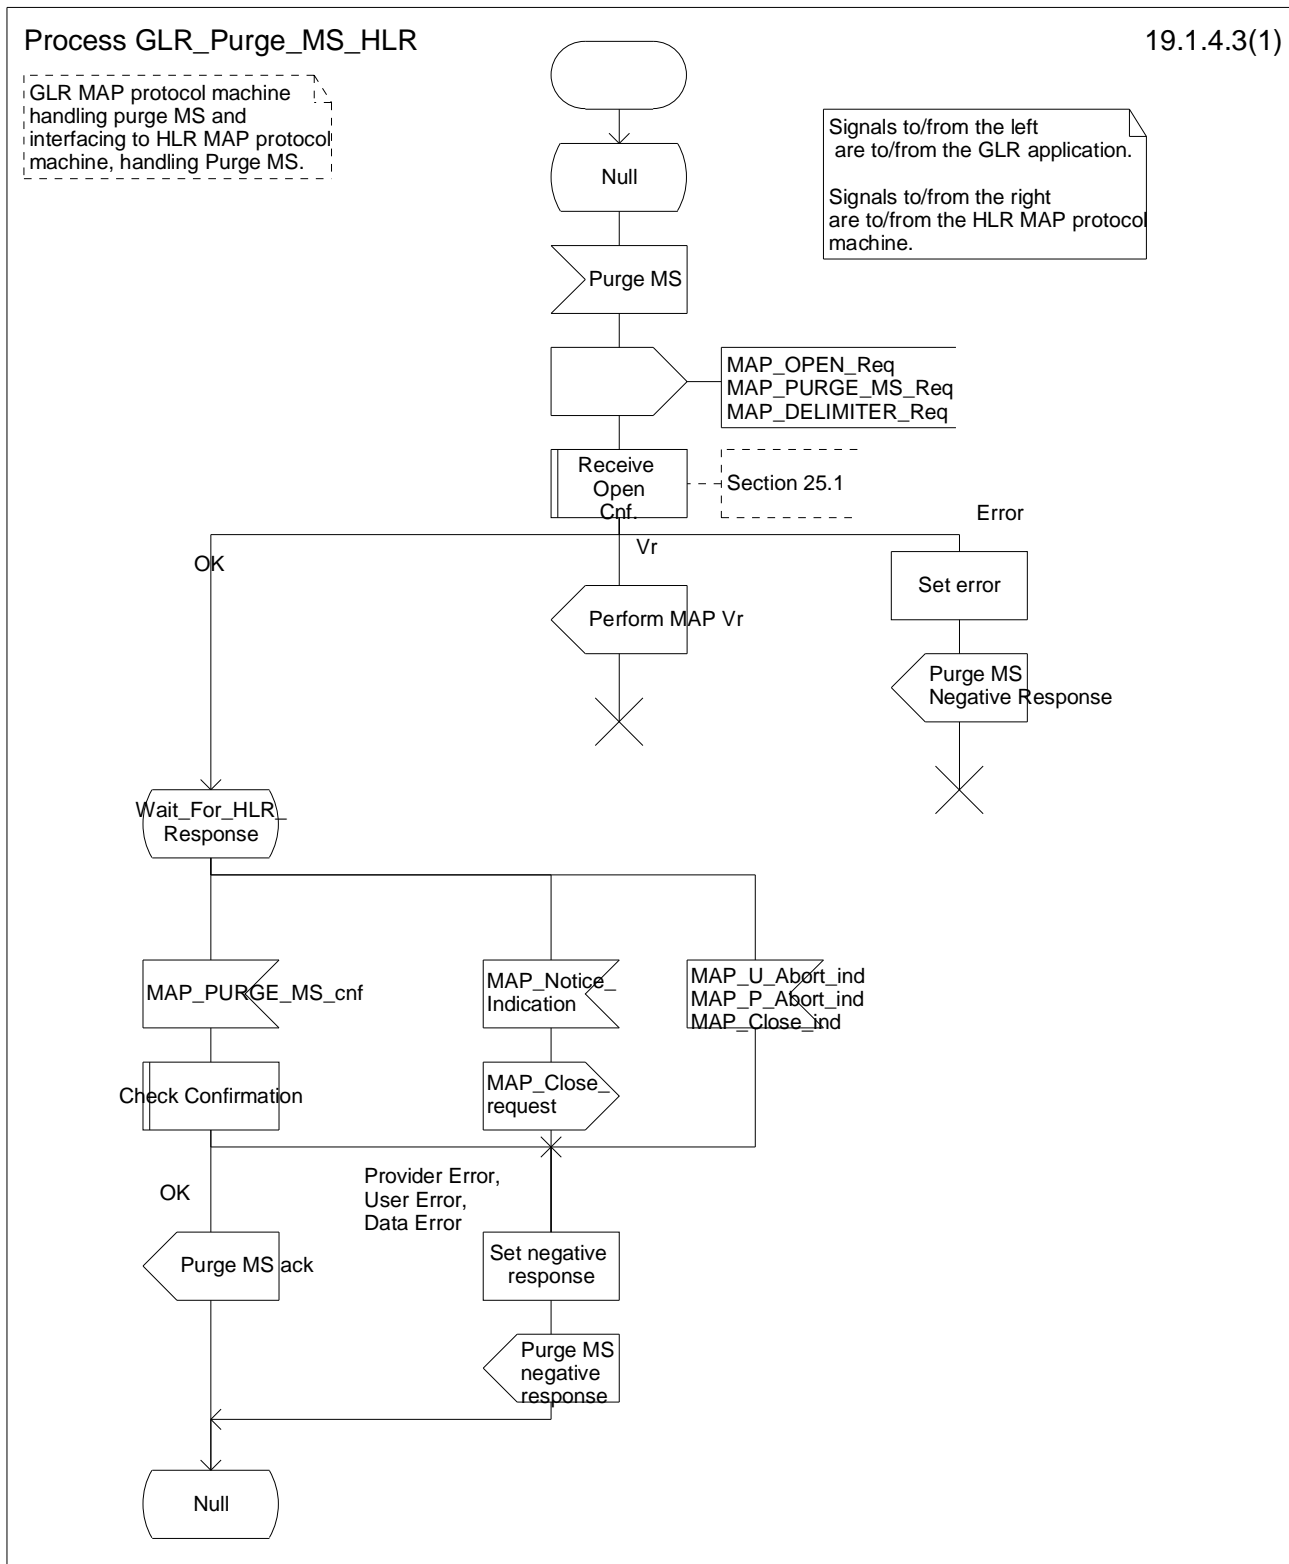 Process GLR_Purge_MS_HLR
19.1.4.3(1)
GLR MAP protocol machine
handling purge MS and
interfacing to HLR MAP protocol
machine, handling Purge MS.
Signals to/from the left
are to/from the GLR application.
Signals to/from the right
are to/from the HLR MAP protocol
machine.
Null
Purge MS
MAP_OPEN_Req
MAP_PURGE_MS_Req
MAP_DELIMITER_Req
Receive
Open
Cnf.
Section 25.1
Error
Vr
OK
Set error
Perform MAP Vr
Purge MS
Negative Response
Wait_For_HLR_
Response
MAP_PURGE_MS_cnf
MAP_Notice_
Indication
MAP_U_Abort_ind
MAP_P_Abort_ind
MAP_Close_ind
Check Confirmation
MAP_Close_
request
Provider Error,
User Error,
Data Error
OK
Purge MS ack
Set negative
response
Purge MS
negative
response
Null